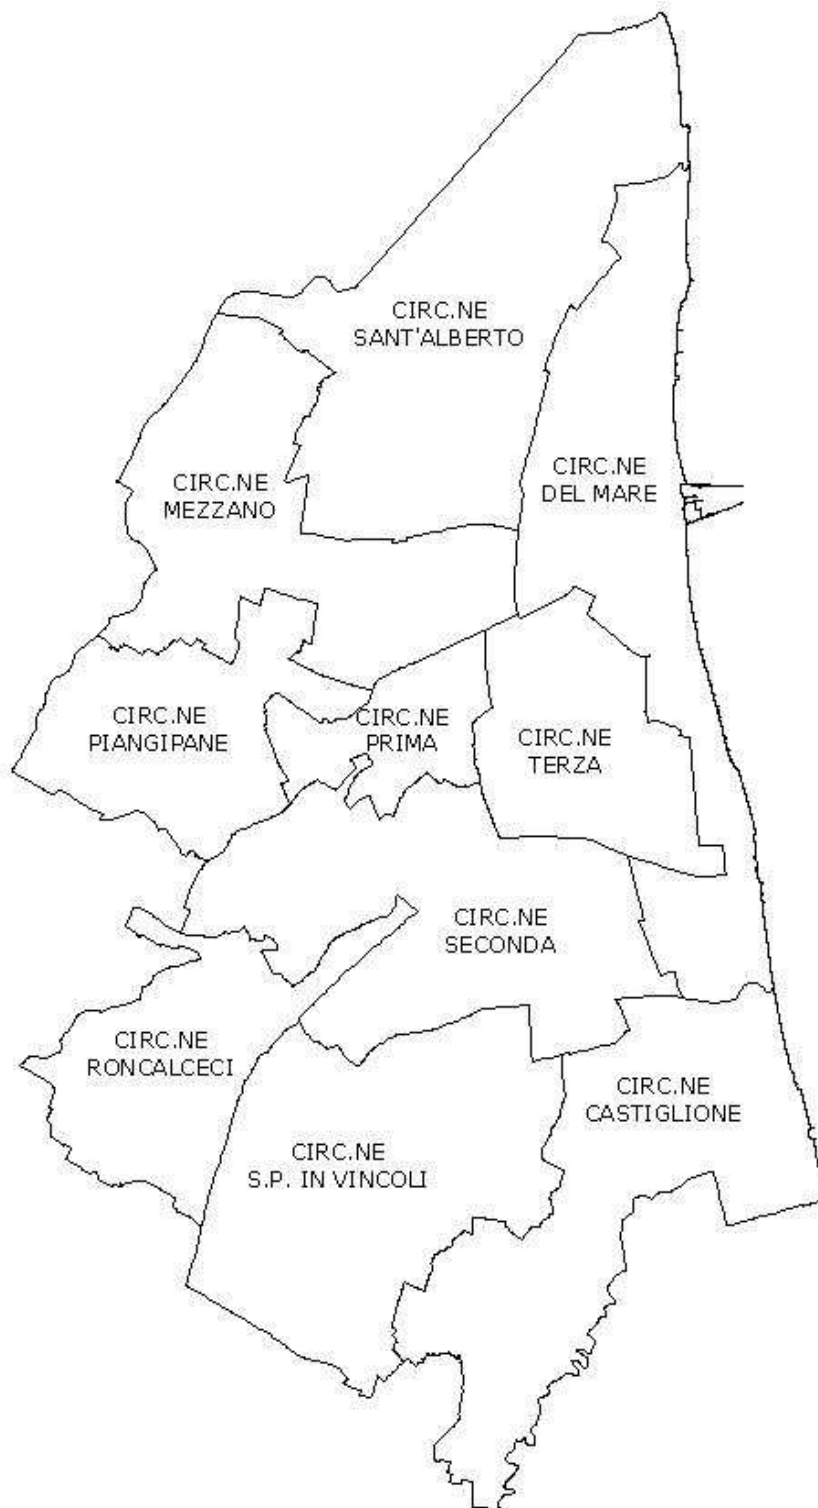 CIRC.NE
SANT'ALBERTO
CIRC.NE
DEL MARE
CIRC.NE
MEZZANO
CIRC.NE
PIANGIPANE
CIRC.NE
PRIMA
CIRC.NE
TERZA
CIRC.NE
SECONDA
CIRC.NE
RONCALCECI
CIRC.NE
CASTIGLIONE
CIRC.NE
S.P. IN VINCOLI